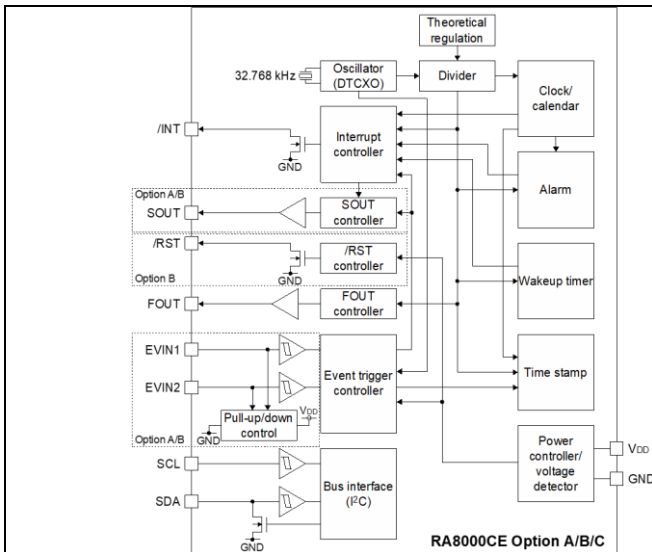 Theoretical
regulation
32.768 kHz
Oscillator
(DTCXO)
Divider
Clock/
calendar
/INT
GND
Interrupt
controller
Alarm
Option A/B
SOUT
SOUT
controller
/RST
GND
/RST
controller
Option B
Wakeup timer
FOUT
FOUT
controller
EVIN1
EVIN2
Event trigger
controller
Time stamp
Pull-up/down
control
VDD
GND
Option A/B
Power
controller/
voltage
detector
VDD
GND
SCL
SDA
Bus interface
(I²C)
GND
RA8000CE Option A/B/C